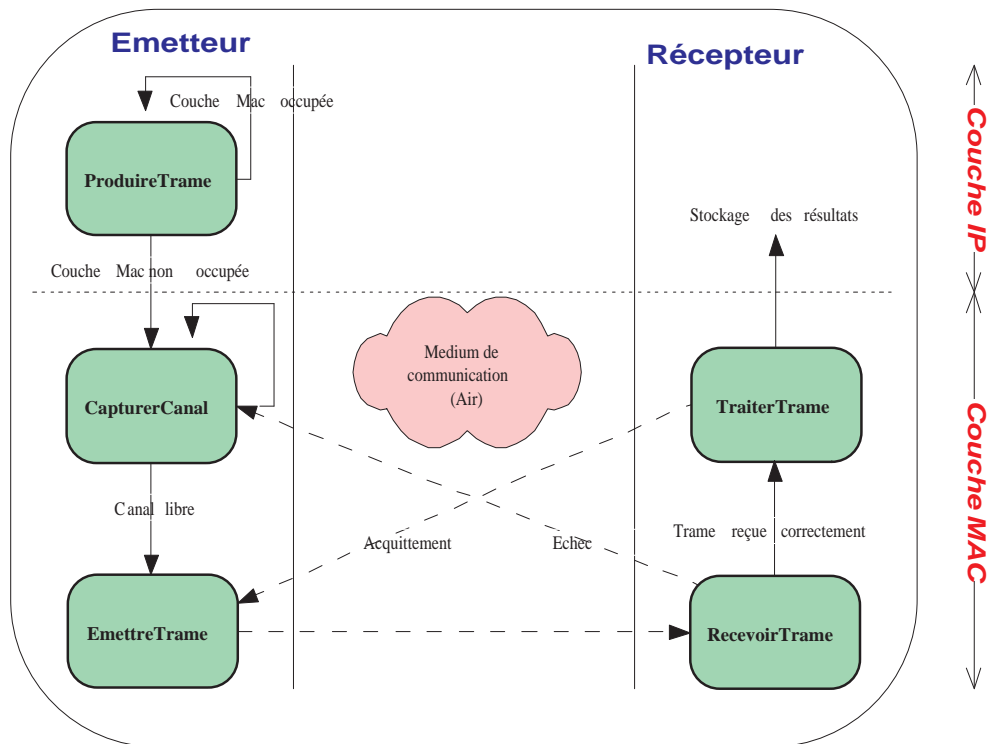 Emetteur
Récepteur
Couche Mac occupée
ProduireTrame
Couche IP
Stockage des résultats
Couche Mac non occupée
Medium de
communication
(Air)
CapturerCanal
TraiterTrame
Couche MAC
Canal libre
Acquittement
Echec
Trame reçue correctement
EmettreTrame
RecevoirTrame